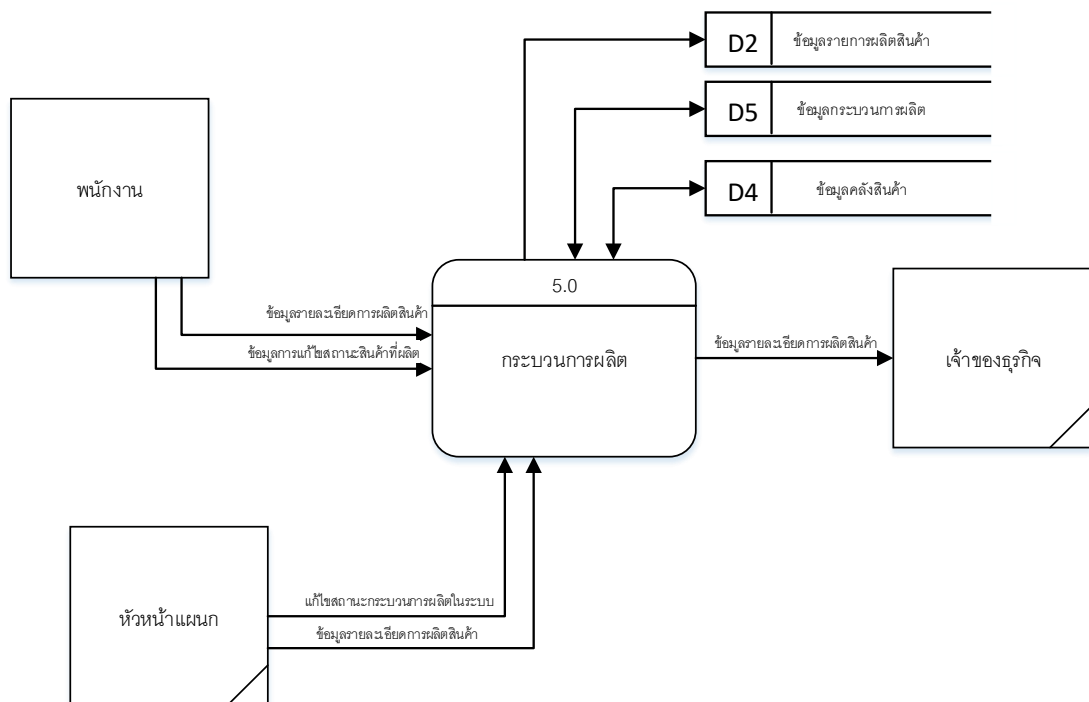 D2
ข้อมูลรายการผลิตสินค้า
D5
ข้อมูลกระบวนการผลิต
D4
ข้อมูลคลังสินค้า
พนักงาน
5.0
กระบวนการผลิต
ข้อมูลรายละเอียดการผลิตสินค้า
ข้อมูลการแก้ไขสถานะสินค้าที่ผลิต
ข้อมูลรายละเอียดการผลิตสินค้า
เจ้าของธุรกิจ
หัวหน้าแผนก
แก้ไขสถานะกระบวนการผลิตในระบบ
ข้อมูลรายละเอียดการผลิตสินค้า